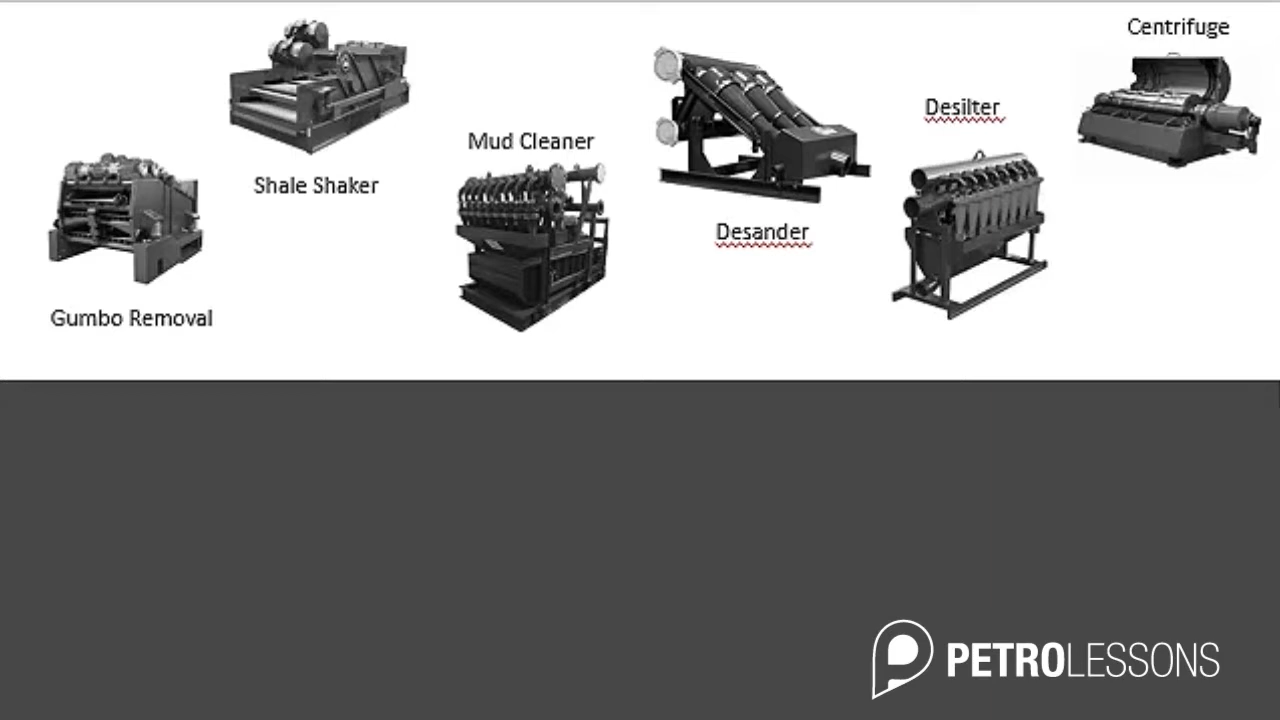 Centrifuge
Desilter
Mud Cleaner
Shale Shaker
Desander
Gumbo Removal
PETROLESSONS